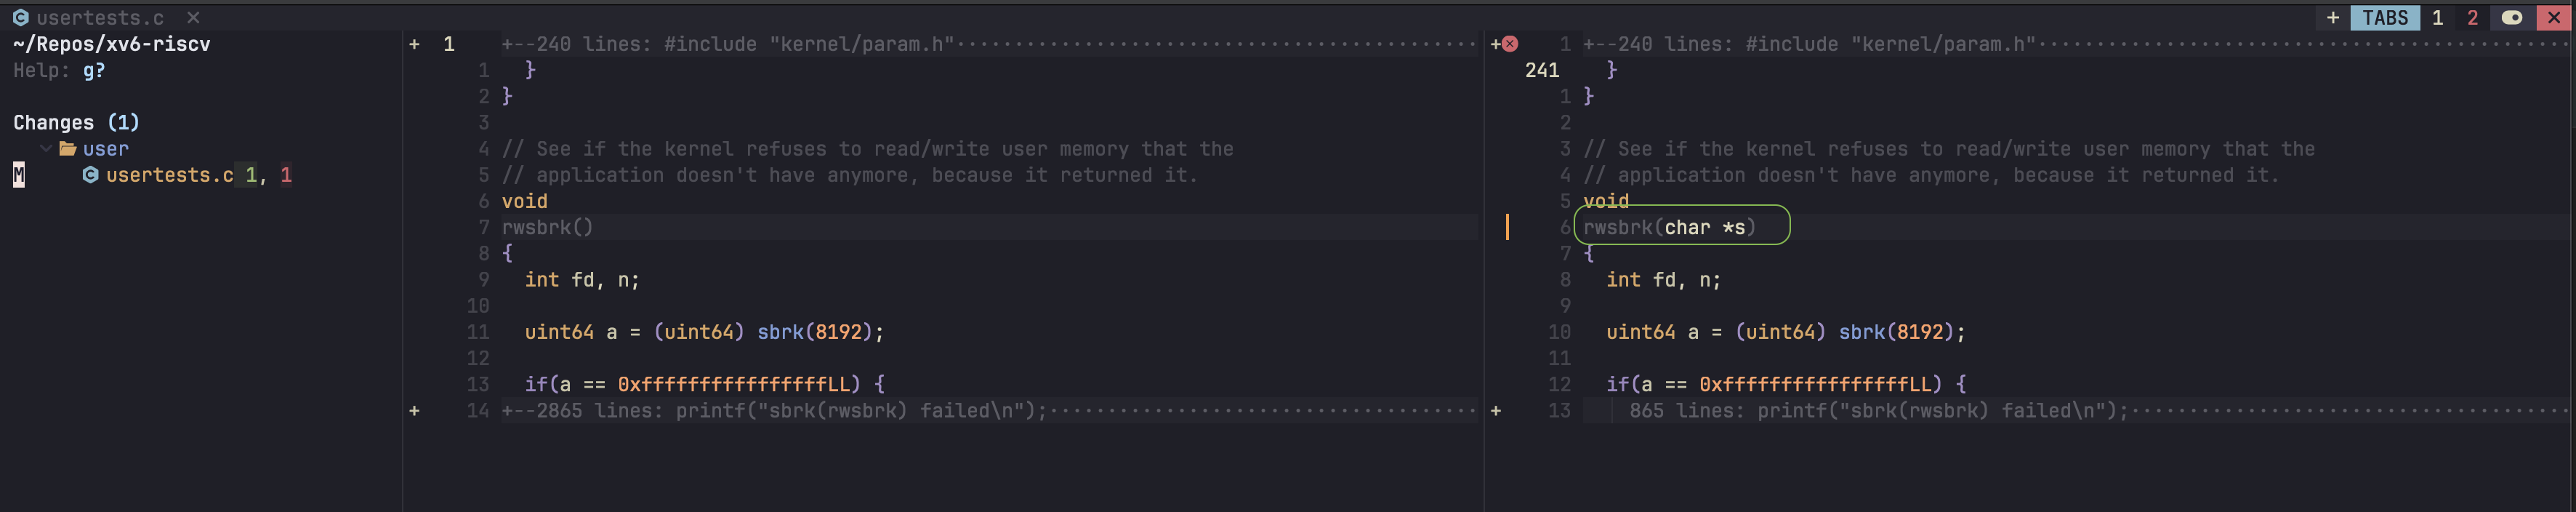 usertests.c ✕ + TABS 1 2 ✕
~/Repos/xv6-riscv
Help: g?
Changes (1)
user
M usertests.c 1, 1
+ 1 +--240 lines: #include "kernel/param.h"················
1   }
2 }
3
4 // See if the kernel refuses to read/write user memory that the
5 // application doesn't have anymore, because it returned it.
6 void
7 rwsbrk()
8 {
9   int fd, n;
10
11   uint64 a = (uint64) sbrk(8192);
12
13   if(a == 0xffffffffffffffffLL) {
+ 14 +--2865 lines: printf("sbrk(rwsbrk) failed\n");················
+ 1 +--240 lines: #include "kernel/param.h"················
241   }
1 }
2
3 // See if the kernel refuses to read/write user memory that the
4 // application doesn't have anymore, because it returned it.
5 void
6 rwsbrk(char *s)
7 {
8   int fd, n;
9
10   uint64 a = (uint64) sbrk(8192);
11
12   if(a == 0xffffffffffffffffLL) {
+ 13     865 lines: printf("sbrk(rwsbrk) failed\n");················